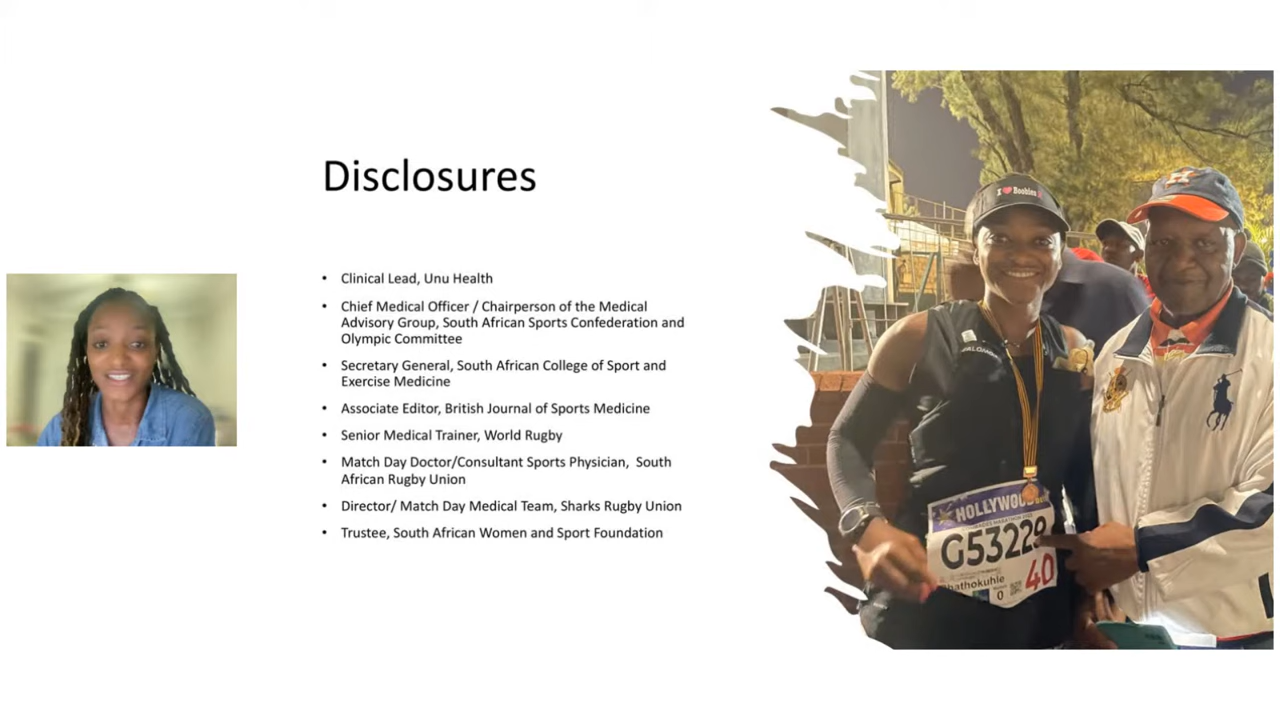 Disclosures
• Clinical Lead, Unu Health
• Chief Medical Officer / Chairperson of the Medical
Advisory Group, South African Sports Confederation and
Olympic Committee
• Secretary General, South African College of Sport and
Exercise Medicine
• Associate Editor, British Journal of Sports Medicine
• Senior Medical Trainer, World Rugby
• Match Day Doctor/Consultant Sports Physician, South
African Rugby Union
• Director/ Match Day Medical Team, Sharks Rugby Union
• Trustee, South African Women and Sport Foundation
I ❤ Boobies
H
HOLLYWOOD
G53229
40
0